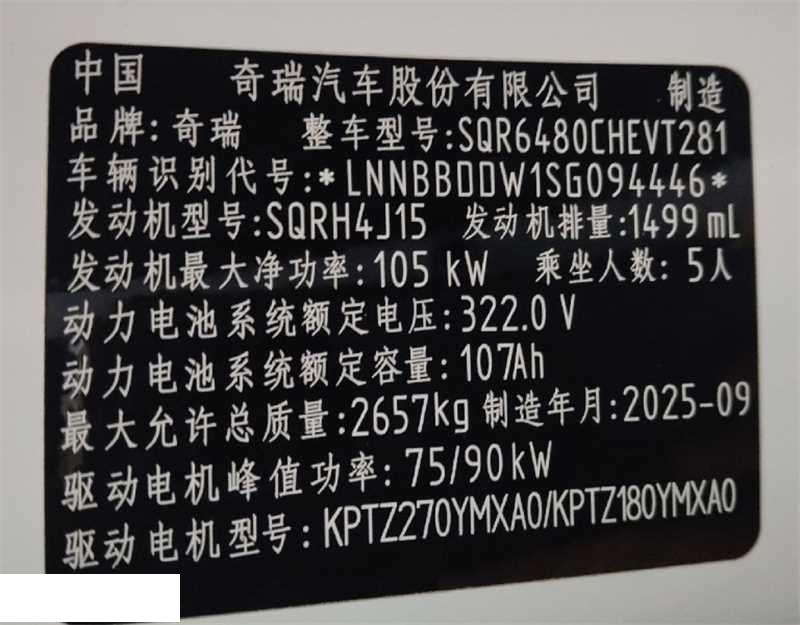 中国 奇瑞汽车股份有限公司 制造
品牌:奇瑞 整车型号:SQR6480CHEVT281
车辆识别代号:*LNNBBDDW1SG094446*
发动机型号:SQRH4J15 发动机排量:1499mL
发动机最大净功率:105 kW 乘坐人数:5人
动力电池系统额定电压:322.0 V
动力电池系统额定容量:107Ah
最大允许总质量:2657kg 制造年月:2025-09
驱动电机峰值功率:75/90kW
驱动电机型号:KPTZ270YMXA0/KPTZ180YMXA0